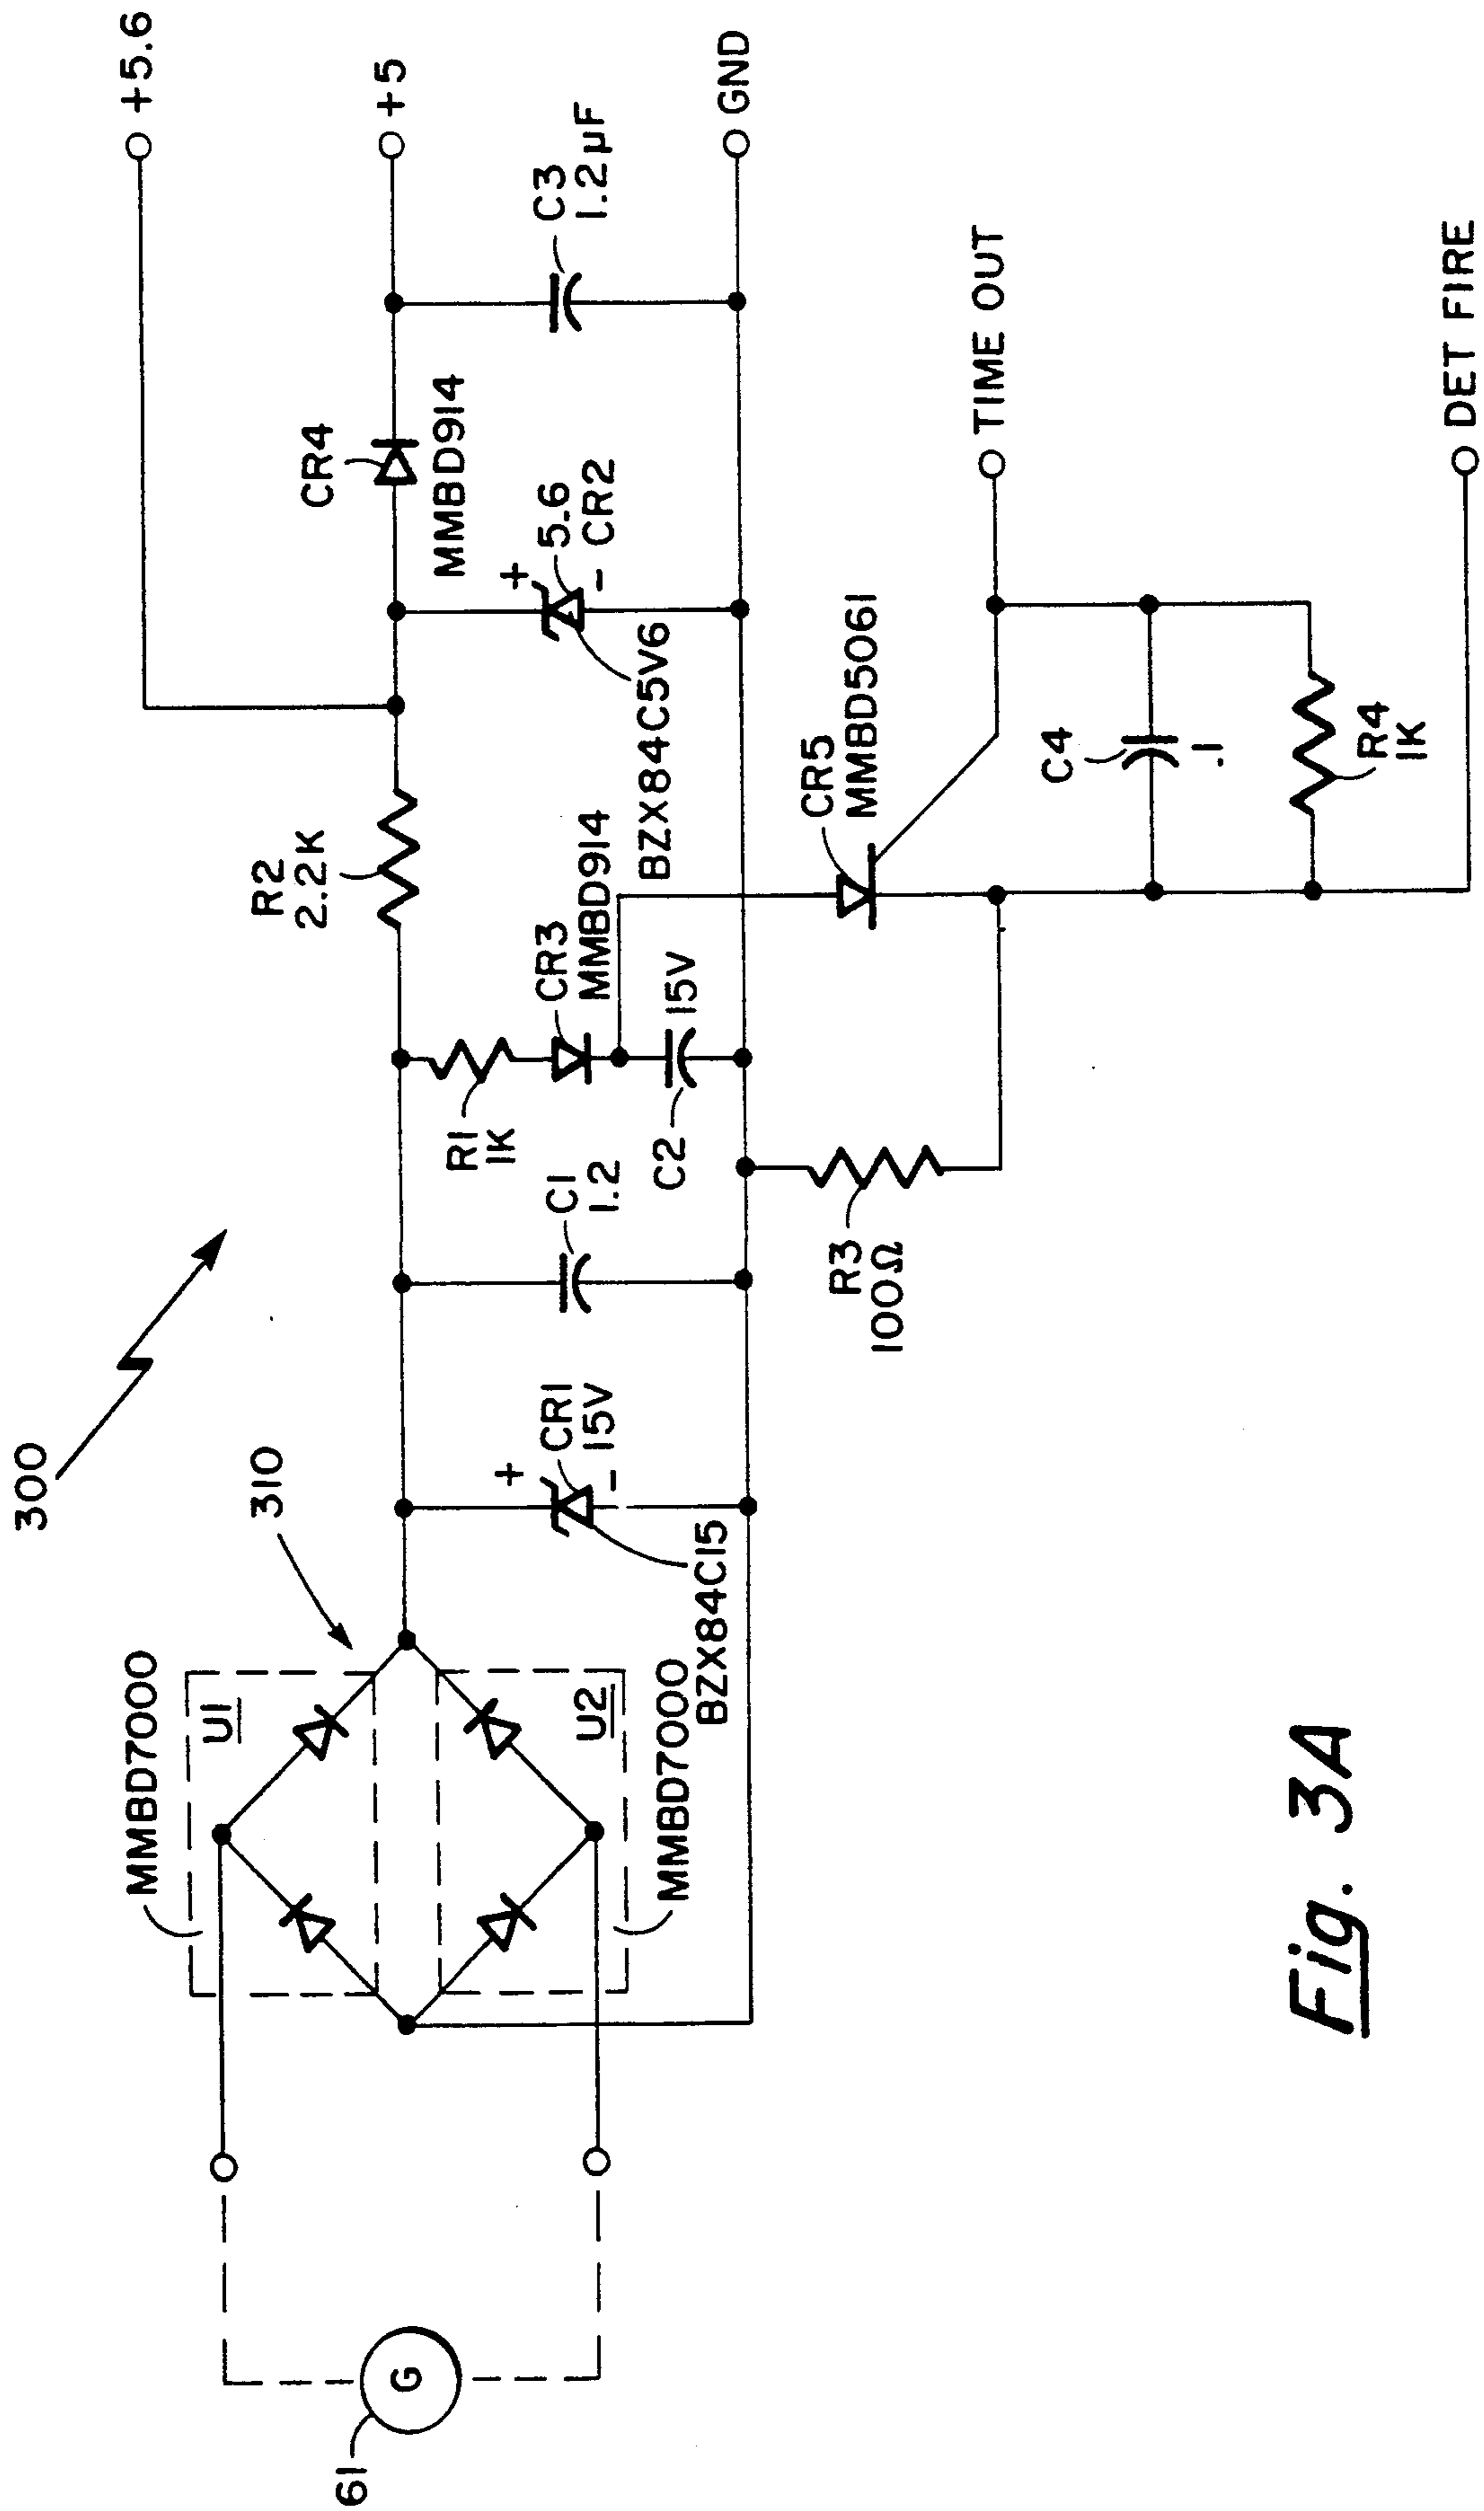 300
310
+5.6
+5
GND
MMBD7000
U1
U2
MMBD7000
61
G
+
CR1
15V
-
BZX84C15
C1
1.2
R1
1K
CR3
MMBD914
C2
15V
R2
2.2K
+
5.6
- CR2
BZX84C5V6
CR4
MMBD914
C3
1.2µF
R3
100Ω
CR5
MMBD5061
TIME OUT
C4
.1
R4
1K
DET FIRE
Fig. 3A